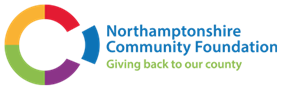 Northamptonshire
Community Foundation
Giving back to our county